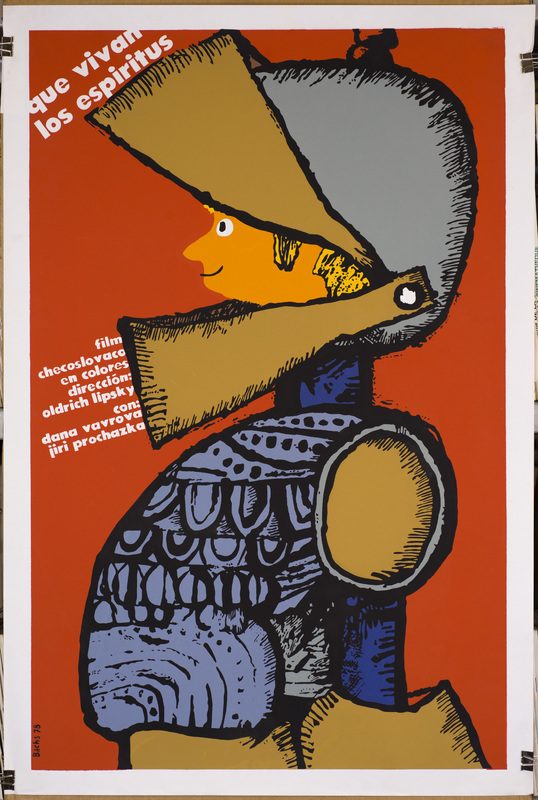 que vivan
los espiritus
film
checoslovaco
en colores
dirección:
oldrich lipsky
con:
dana vavrova
jiri prochazka
Bachs 78